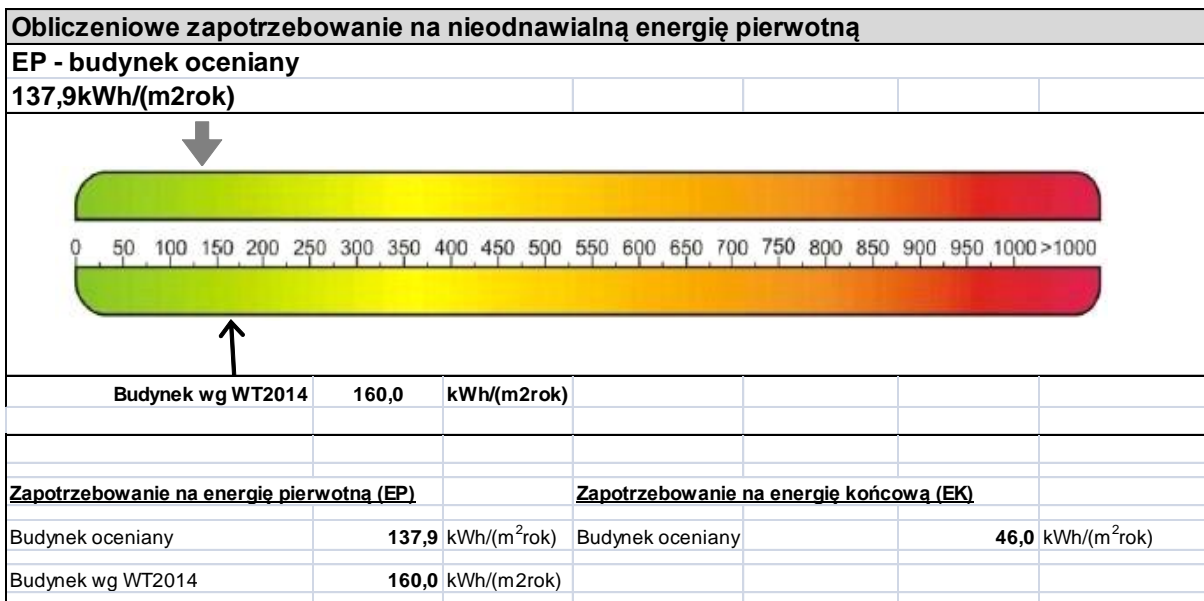 Obliczeniowe zapotrzebowanie na nieodnawialną energię pierwotną
EP - budynek oceniany
137,9kWh/(m2rok)
0 50 100 150 200 250 300 350 400 450 500 550 600 650 700 750 800 850 900 950 1000 >1000
Budynek wg WT2014 160,0 kWh/(m2rok)
Zapotrzebowanie na energię pierwotną (EP) Zapotrzebowanie na energię końcową (EK)
Budynek oceniany 137,9 kWh/(m²rok) Budynek oceniany 46,0 kWh/(m²rok)
Budynek wg WT2014 160,0 kWh/(m2rok)